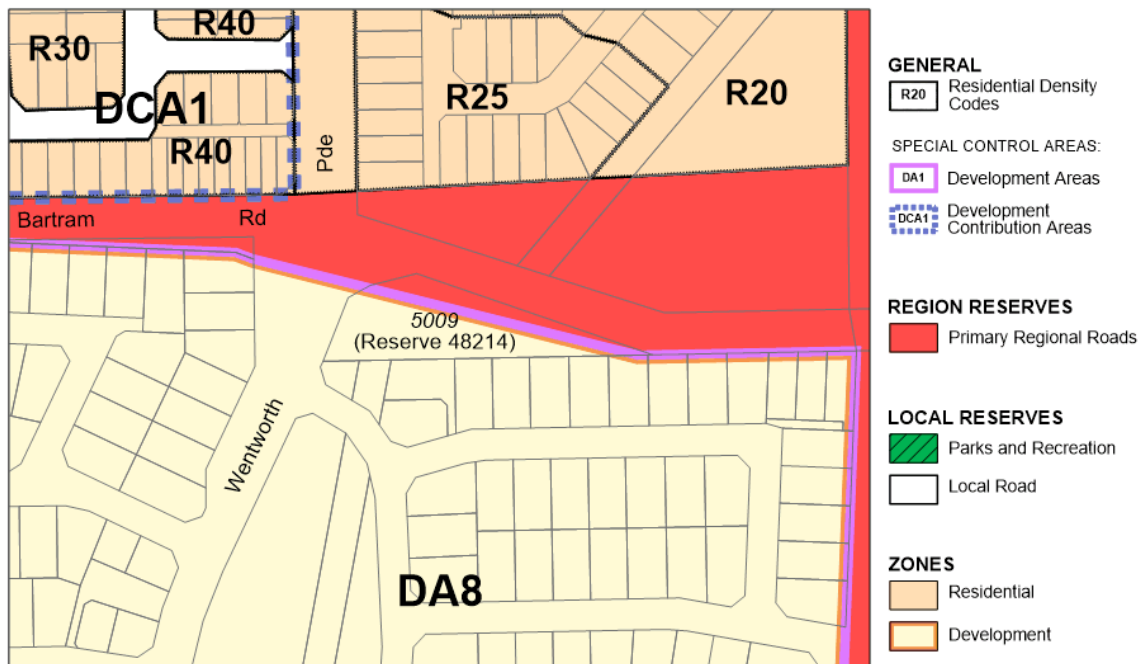 R30
R40
DCA1
R40
Pde
R25
R20
Bartram
Rd
5009
(Reserve 48214)
Wentworth
DA8
GENERAL
R20
Residential Density
Codes
SPECIAL CONTROL AREAS:
DA1
Development Areas
DCA1
Development
Contribution Areas
REGION RESERVES
Primary Regional Roads
LOCAL RESERVES
Parks and Recreation
Local Road
ZONES
Residential
Development